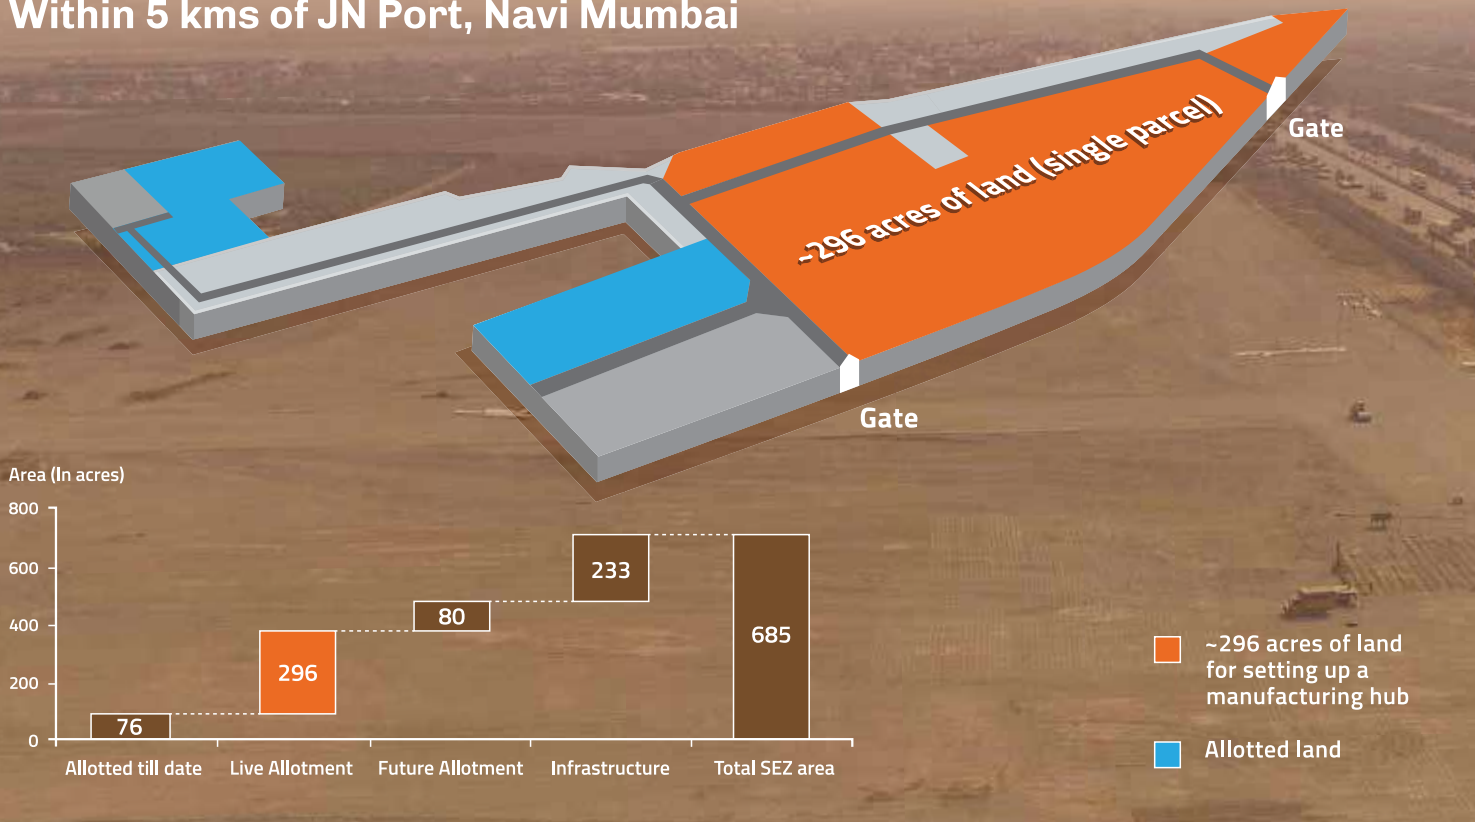 Within 5 kms of JN Port, Navi Mumbai
~296 acres of land (single parcel)
Gate
Gate
Area (In acres)
800
600
400
200
0
76
296
80
233
685
Allotted till date
Live Allotment
Future Allotment
Infrastructure
Total SEZ area
~296 acres of land
for setting up a
manufacturing hub
Allotted land